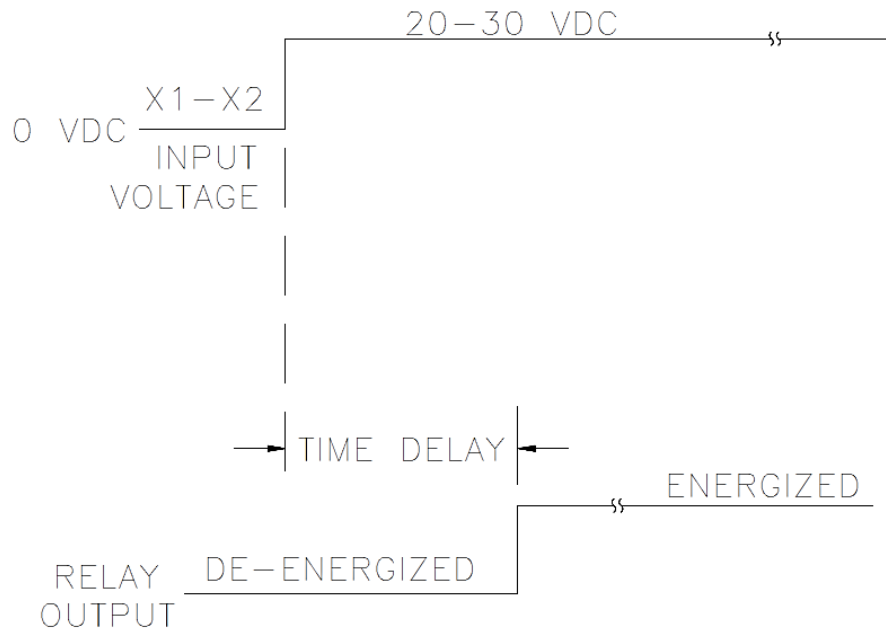 20-30 VDC
X1-X2
0 VDC
INPUT
VOLTAGE
TIME DELAY
ENERGIZED
DE-ENERGIZED
RELAY
OUTPUT